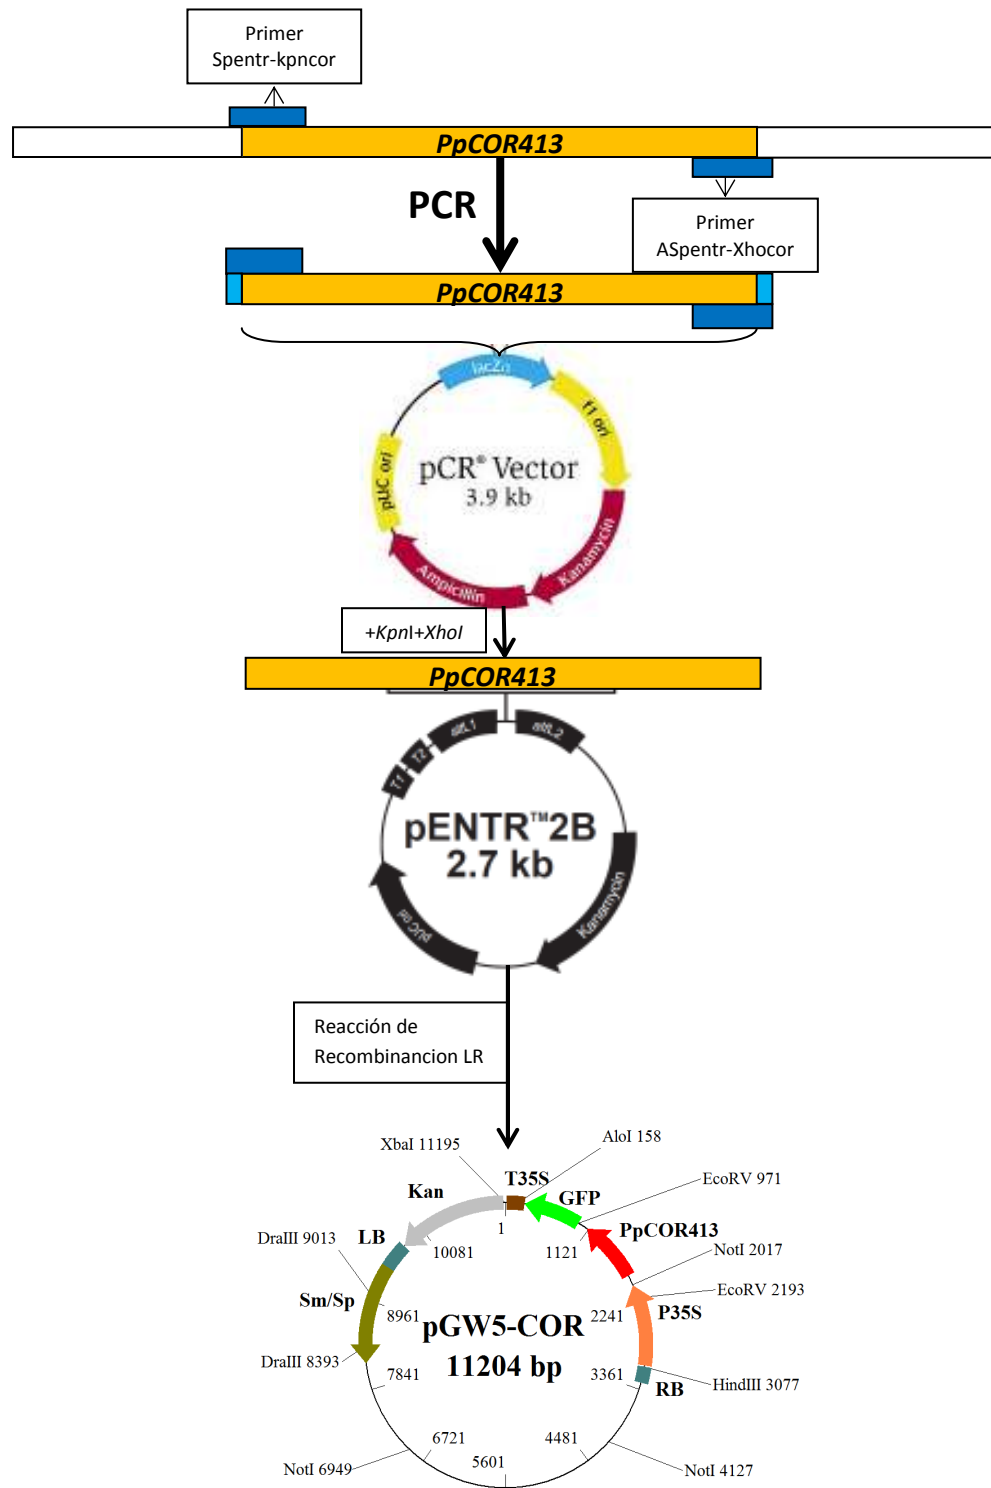 Primer
Spentr-kpncor
PpCOR413
PCR
Primer
ASpentr-Xhocor
PpCOR413
lacZα
f1 ori
pUC ori
pCR® Vector
3.9 kb
Kanamycin
Ampicillin
+KpnI+XhoI
PpCOR413
attL1
attL2
T2
T1
pENTR™2B
2.7 kb
Kanamycin
pUC ori
Reacción de
Recombinancion LR
XbaI 11195
AloI 158
T35S
Kan
GFP
EcoRV 971
1
PpCOR413
LB
10081
1121
DraIII 9013
NotI 2017
Sm/Sp
EcoRV 2193
8961
2241
P35S
pGW5-COR
11204 bp
DraIII 8393
7841
3361
HindIII 3077
RB
6721
4481
5601
NotI 6949
NotI 4127